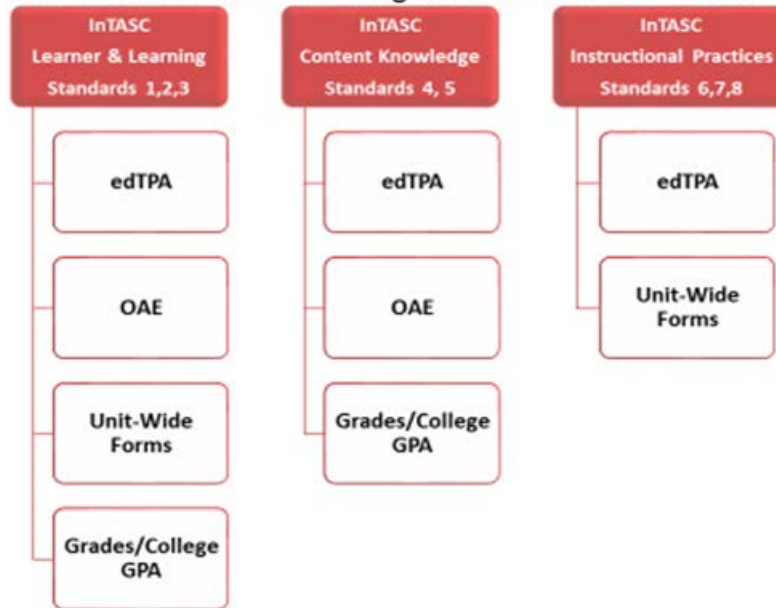 InTASC
Learner & Learning
Standards 1,2,3
edTPA
OAE
Unit-Wide
Forms
Grades/College
GPA
InTASC
Content Knowledge
Standards 4, 5
edTPA
OAE
Grades/College
GPA
InTASC
Instructional Practices
Standards 6,7,8
edTPA
Unit-Wide
Forms